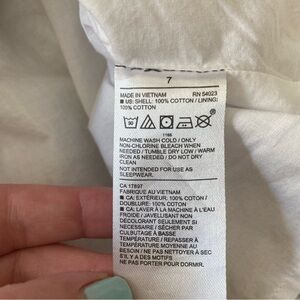 7
MADE IN VIETNAM RN 54023
■ US: SHELL: 100% COTTON / LINING:
100% COTTON
MACHINE WASH COLD / ONLY
NON-CHLORINE BLEACH WHEN
NEEDED / TUMBLE DRY LOW / WARM
IRON AS NEEDED / DO NOT DRY
CLEAN
NOT INTENDED FOR USE AS
SLEEPWEAR.
CA 17897
FABRIQUE AU VIETNAM
■ CA: EXTÉRIEUR: 100% COTON /
DOUBLURE: 100% COTON
■ CA: LAVER À LA MACHINE À L'EAU
FROIDE / JAVELLISANT NON
DÉCOLORANT SEULEMENT SI
NÉCESSAIRE / SÉCHER PAR
CULBUTAGE À BASSE
TEMPÉRATURE / REPASSER À
TEMPÉRATURE MOYENNE AU
BESOIN / NE PAS NETTOYER À SEC
S'IL Y A DES MOTIFS
NE PAS PORTER POUR DORMIR.